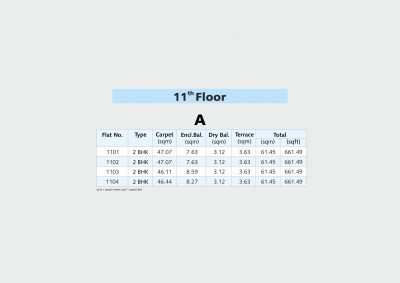 11th Floor
A
Flat No. Type Carpet Encl.Bal. Dry Bal. Terrace Total
(sqm) (sqm) (sqm) (sqm) (sqm) (sqft)
1101 2 BHK 47.07 7.63 3.12 3.63 61.45 661.49
1102 2 BHK 47.07 7.63 3.12 3.63 61.45 661.49
1103 2 BHK 46.11 8.59 3.12 3.63 61.45 661.49
1104 2 BHK 46.44 8.27 3.12 3.63 61.45 661.49